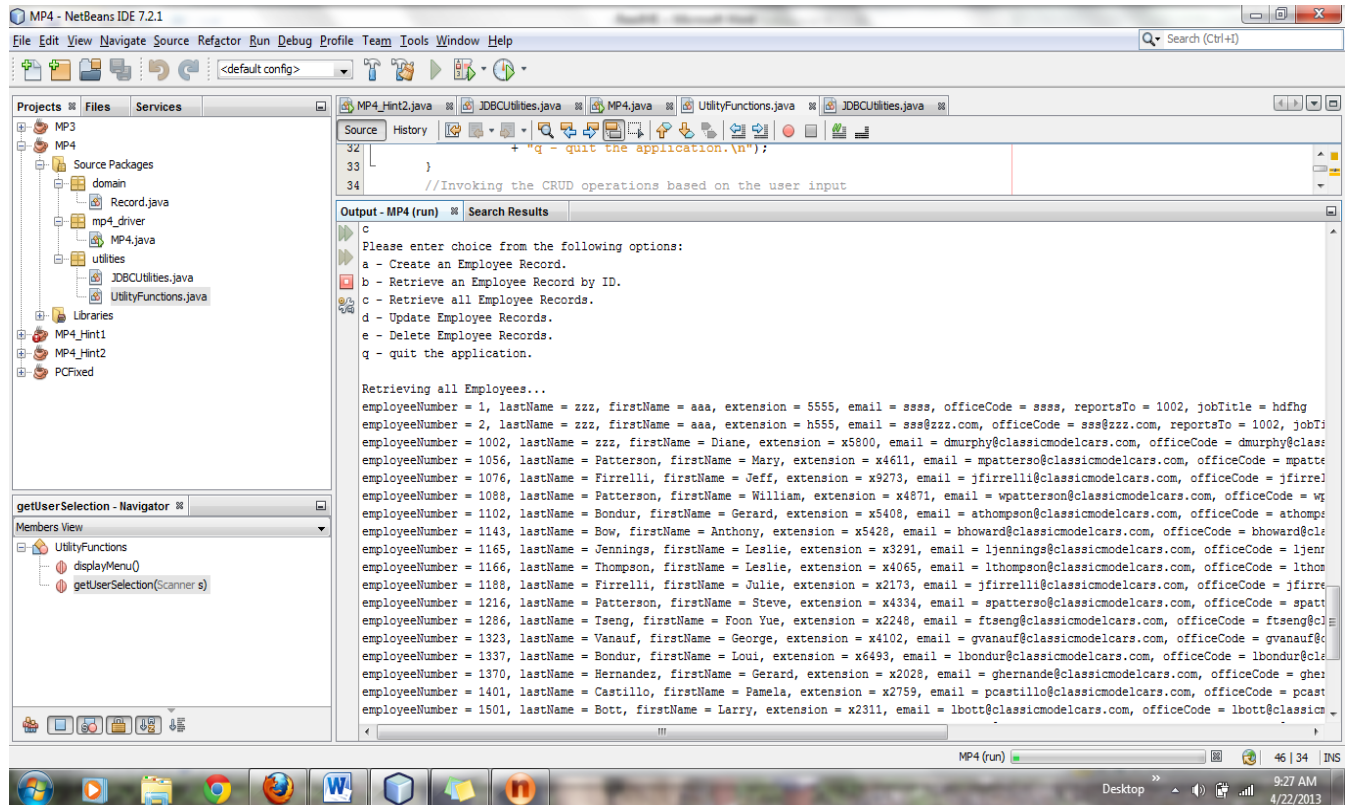 MP4 - NetBeans IDE 7.2.1
File Edit View Navigate Source Refactor Run Debug Profile Team Tools Window Help
Search (Ctrl+I)
<default config>
Projects Files Services
MP3
MP4
Source Packages
domain
Record.java
mp4_driver
MP4.java
utilities
JDBCUtilities.java
UtilityFunctions.java
Libraries
MP4_Hint1
MP4_Hint2
PCFixed
getUserSelection - Navigator
Members View
UtilityFunctions
displayMenu()
getUserSelection(Scanner s)
MP4_Hint2.java JDBCUtilities.java MP4.java UtilityFunctions.java JDBCUtilities.java
Source History
32 + "q - quit the application.\n");
33 }
34 //Invoking the CRUD operations based on the user input
Output - MP4 (run) Search Results
c
Please enter choice from the following options:
a - Create an Employee Record.
b - Retrieve an Employee Record by ID.
c - Retrieve all Employee Records.
d - Update Employee Records.
e - Delete Employee Records.
q - quit the application.
Retrieving all Employees...
employeeNumber = 1, lastName = zzz, firstName = aaa, extension = 5555, email = ssss, officeCode = ssss, reportsTo = 1002, jobTitle = hdfhg
employeeNumber = 2, lastName = zzz, firstName = aaa, extension = h555, email = sss@zzz.com, officeCode = sss@zzz.com, reportsTo = 1002, jobTi
employeeNumber = 1002, lastName = zzz, firstName = Diane, extension = x5800, email = dmurphy@classicmodelcars.com, officeCode = dmurphy@class
employeeNumber = 1056, lastName = Patterson, firstName = Mary, extension = x4611, email = mpatterso@classicmodelcars.com, officeCode = mpatte
employeeNumber = 1076, lastName = Firrelli, firstName = Jeff, extension = x9273, email = jfirrelli@classicmodelcars.com, officeCode = jfirrel
employeeNumber = 1088, lastName = Patterson, firstName = William, extension = x4871, email = wpatterson@classicmodelcars.com, officeCode = wp
employeeNumber = 1102, lastName = Bondur, firstName = Gerard, extension = x5408, email = athompson@classicmodelcars.com, officeCode = athomps
employeeNumber = 1143, lastName = Bow, firstName = Anthony, extension = x5428, email = bhoward@classicmodelcars.com, officeCode = bhoward@cla
employeeNumber = 1165, lastName = Jennings, firstName = Leslie, extension = x3291, email = ljennings@classicmodelcars.com, officeCode = ljenn
employeeNumber = 1166, lastName = Thompson, firstName = Leslie, extension = x4065, email = lthompson@classicmodelcars.com, officeCode = lthom
employeeNumber = 1188, lastName = Firrelli, firstName = Julie, extension = x2173, email = jfirrelli@classicmodelcars.com, officeCode = jfirre
employeeNumber = 1216, lastName = Patterson, firstName = Steve, extension = x4334, email = spatterso@classicmodelcars.com, officeCode = spatt
employeeNumber = 1286, lastName = Tseng, firstName = Foon Yue, extension = x2248, email = ftseng@classicmodelcars.com, officeCode = ftseng@cl
employeeNumber = 1323, lastName = Vanauf, firstName = George, extension = x4102, email = gvanauf@classicmodelcars.com, officeCode = gvanauf@c
employeeNumber = 1337, lastName = Bondur, firstName = Loui, extension = x6493, email = lbondur@classicmodelcars.com, officeCode = lbondur@cla
employeeNumber = 1370, lastName = Hernandez, firstName = Gerard, extension = x2028, email = ghernande@classicmodelcars.com, officeCode = gher
employeeNumber = 1401, lastName = Castillo, firstName = Pamela, extension = x2759, email = pcastillo@classicmodelcars.com, officeCode = pcast
employeeNumber = 1501, lastName = Bott, firstName = Larry, extension = x2311, email = lbott@classicmodelcars.com, officeCode = lbott@classicm
MP4 (run) 46 | 34 INS
Desktop 9:27 AM
4/22/2013